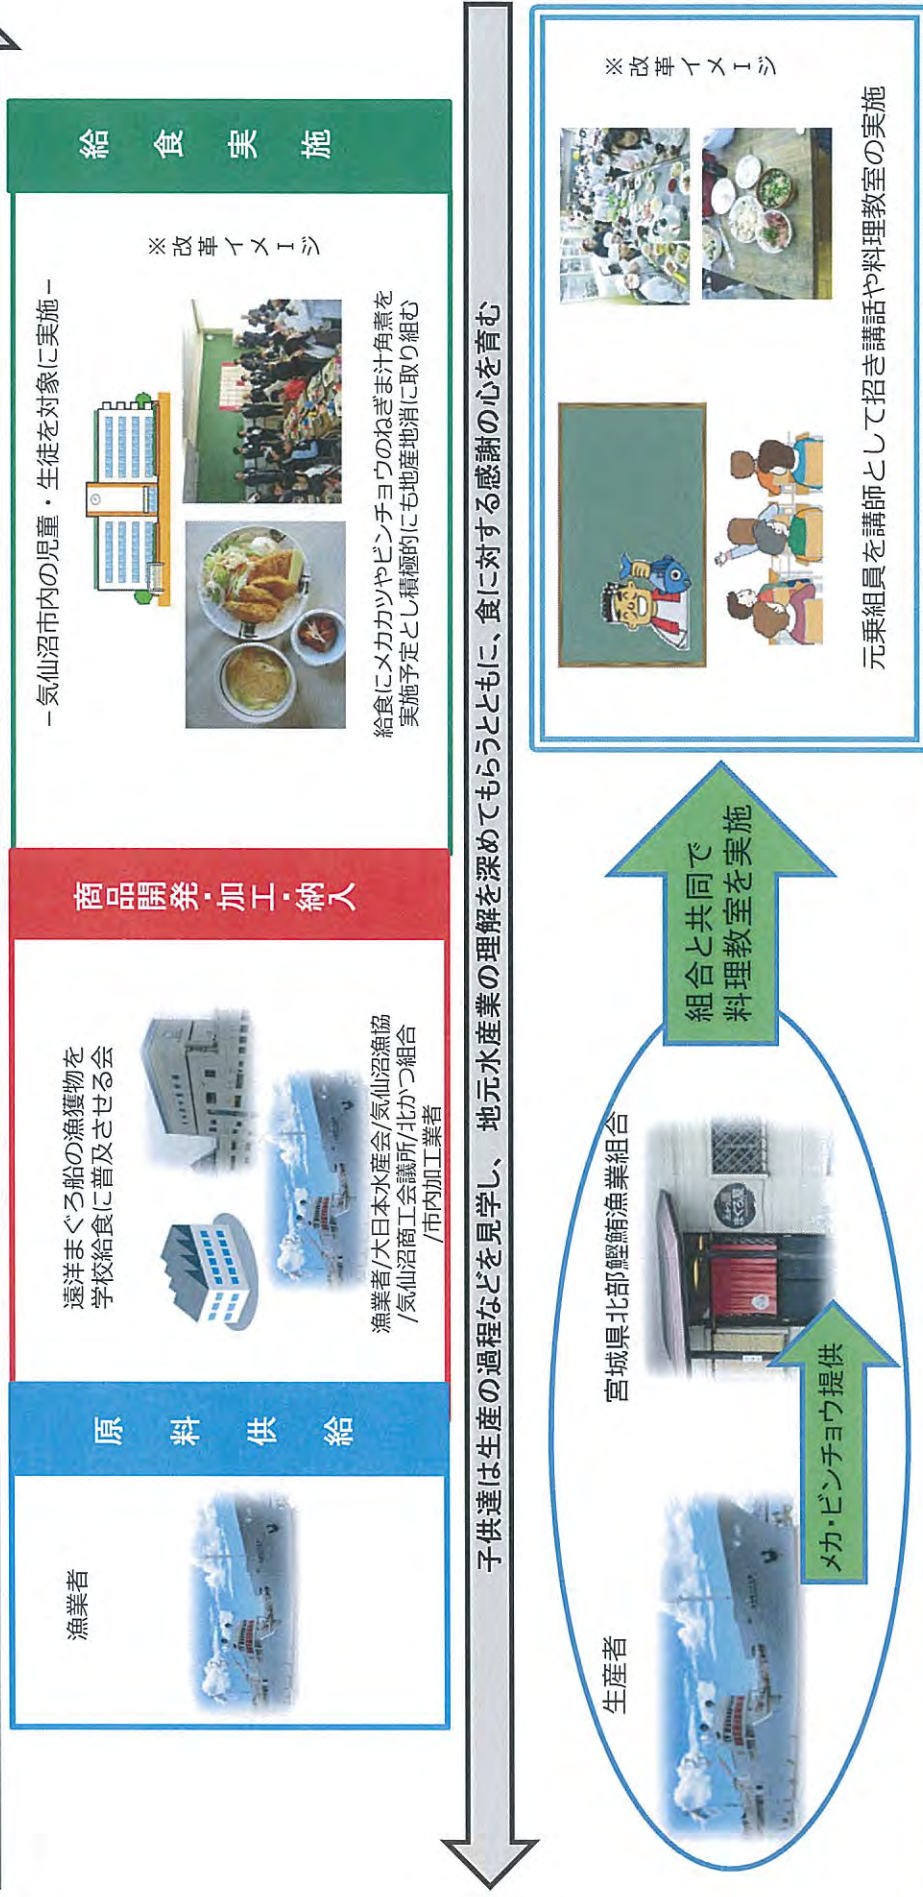 原料供給
漁業者
商品開発・加工・納入
遠洋まぐろ船の漁獲物を
学校給食に普及させる会
漁業者/大日本水産会/気仙沼漁協
/気仙沼商工会議所/北かつ組合
/市内加工業者
給食実施
－気仙沼市内の児童・生徒を対象に実施－
※改革イメージ
給食にメカカツやビンチョウのねぎま汁角煮を
実施予定とし積極的にも地産地消に取り組む
子供達は生産の過程などを見学し、地元水産業の理解を深めてもらうとともに、食に対する感謝の心を育む
生産者
宮城県北部鰹鮪漁業組合
メカ・ビンチョウ提供
組合と共同で
料理教室を実施
※改革イメージ
元乗組員を講師として招き講話や料理教室の実施